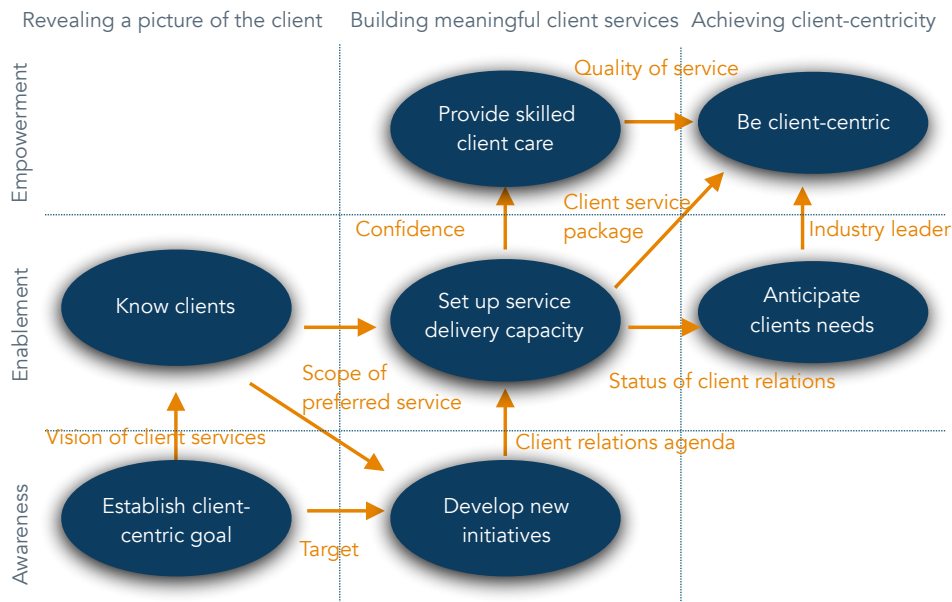 Revealing a picture of the client
Building meaningful client services
Achieving client-centricity
Empowerment
Quality of service
Provide skilled
client care
Be client-centric
Confidence
Client service
package
Industry leader
Enablement
Know clients
Set up service
delivery capacity
Anticipate
clients needs
Scope of
preferred service
Status of client relations
Vision of client services
Client relations agenda
Awareness
Establish client-
centric goal
Target
Develop new
initiatives